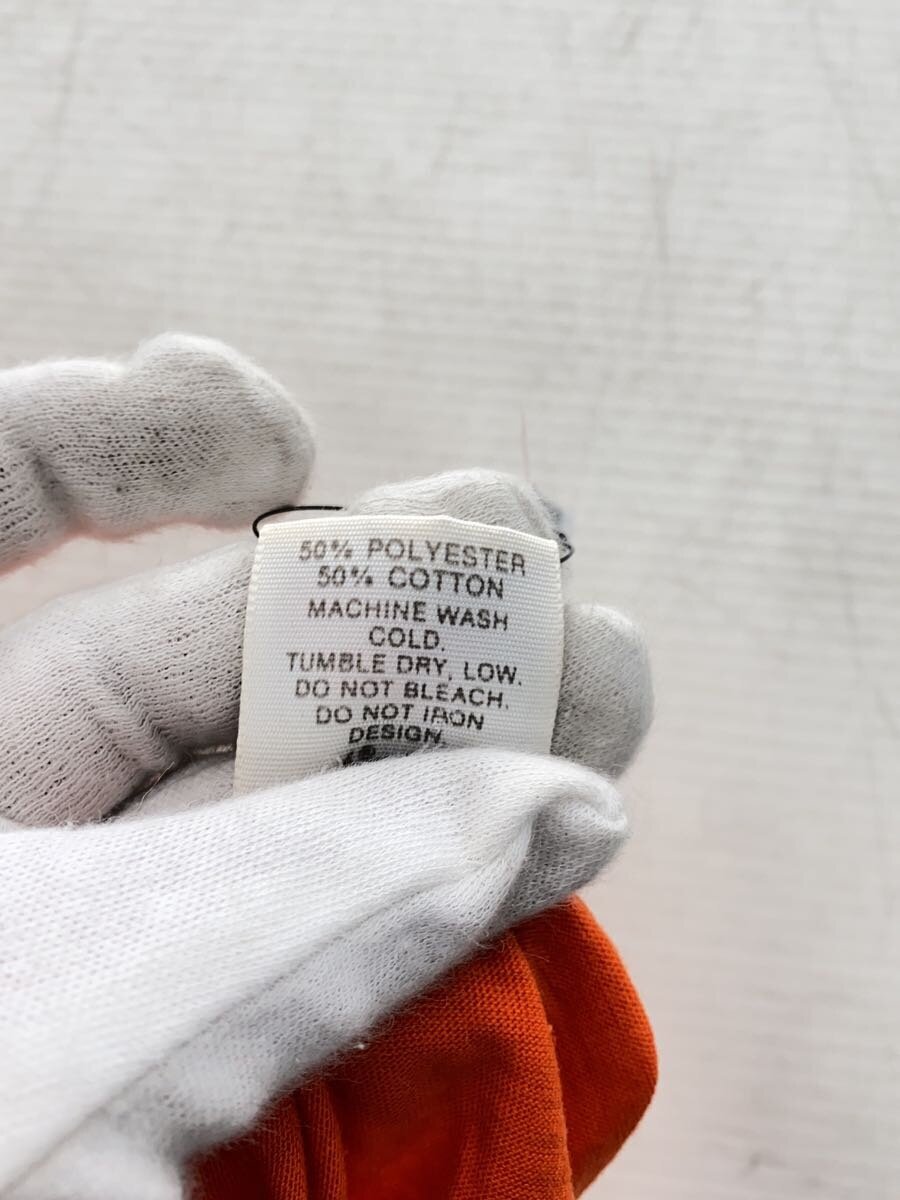 50% POLYESTER
50% COTTON
MACHINE WASH
COLD.
TUMBLE DRY, LOW.
DO NOT BLEACH.
DO NOT IRON
DESIGN.